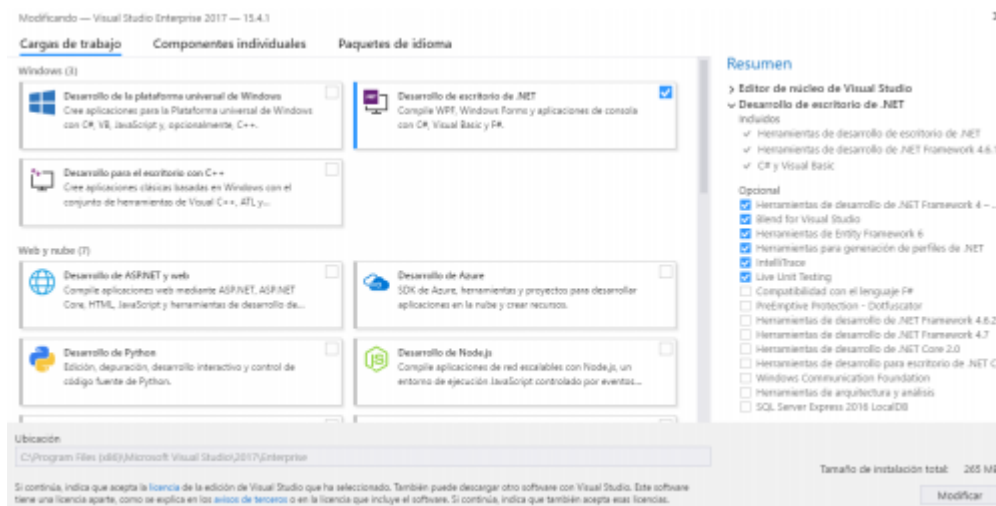 Modificando — Visual Studio Enterprise 2017 — 15.4.1
Cargas de trabajo Componentes individuales Paquetes de idioma
Windows (3)
Desarrollo de la plataforma universal de Windows
Cree aplicaciones para la Plataforma universal de Windows
con C#, VB, JavaScript y, opcionalmente, C++.
Desarrollo de escritorio de .NET
Compile WPF, Windows Forms y aplicaciones de consola
con C#, Visual Basic y F#.
Desarrollo para el escritorio con C++
Cree aplicaciones clásicas basadas en Windows con el
conjunto de herramientas de Visual C++, ATL y...
Web y nube (7)
Desarrollo de ASP.NET y web
Compile aplicaciones web mediante ASP.NET, ASP.NET
Core, HTML, JavaScript y herramientas de desarrollo de...
Desarrollo de Azure
SDK de Azure, herramientas y proyectos para desarrollar
aplicaciones en la nube y crear recursos.
Desarrollo de Python
Edición, depuración, desarrollo interactivo y control de
código fuente de Python.
Desarrollo de Node.js
Compile aplicaciones de red escalables con Node.js, un
entorno de ejecución JavaScript controlado por eventos...
Resumen
Editor de núcleo de Visual Studio
Desarrollo de escritorio de .NET
Incluidos
Herramientas de desarrollo de escritorio de .NET
Herramientas de desarrollo de .NET Framework 4.6.1
C# y Visual Basic
Opcional
Herramientas de desarrollo de .NET Framework 4 – ...
Blend for Visual Studio
Herramientas de Entity Framework 6
Herramientas para generación de perfiles de .NET
IntelliTrace
Live Unit Testing
Compatibilidad con el lenguaje F#
PreEmptive Protection - Dotfuscator
Herramientas de desarrollo de .NET Framework 4.6.2
Herramientas de desarrollo de .NET Framework 4.7
Herramientas de desarrollo de .NET Core 2.0
Herramientas de desarrollo para escritorio de .NET C
Windows Communication Foundation
Herramientas de arquitectura y análisis
SQL Server Express 2016 LocalDB
Ubicación
C:\Program Files (x86)\Microsoft Visual Studio\2017\Enterprise
Si continúa, indica que acepta la licencia de la edición de Visual Studio que ha seleccionado. También puede descargar otro software con Visual Studio. Este software
tiene una licencia aparte, como se explica en los avisos de terceros o en la licencia que incluye el software. Si continúa, indica que también acepta esas licencias.
Tamaño de instalación total: 265 MB
Modificar